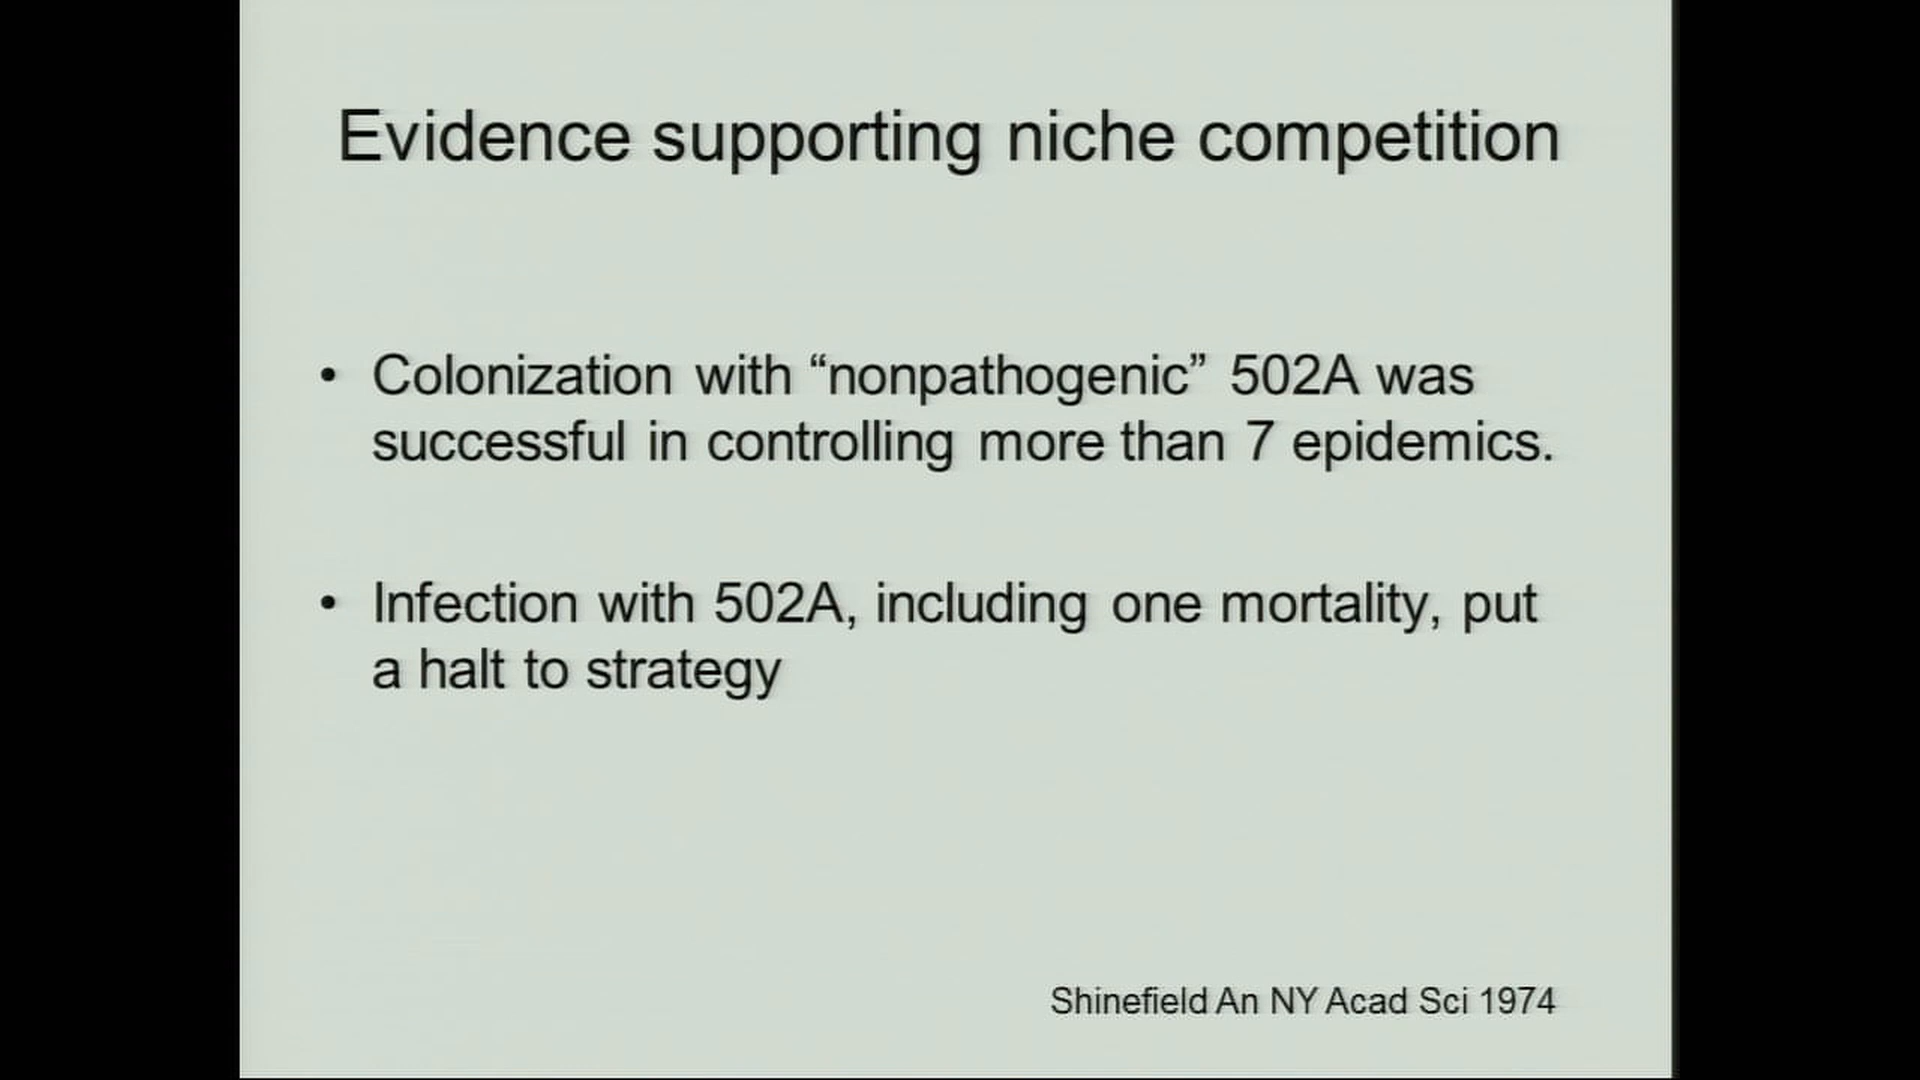 Evidence supporting niche competition
• Colonization with “nonpathogenic” 502A was
successful in controlling more than 7 epidemics.
• Infection with 502A, including one mortality, put
a halt to strategy
Shinefield An NY Acad Sci 1974